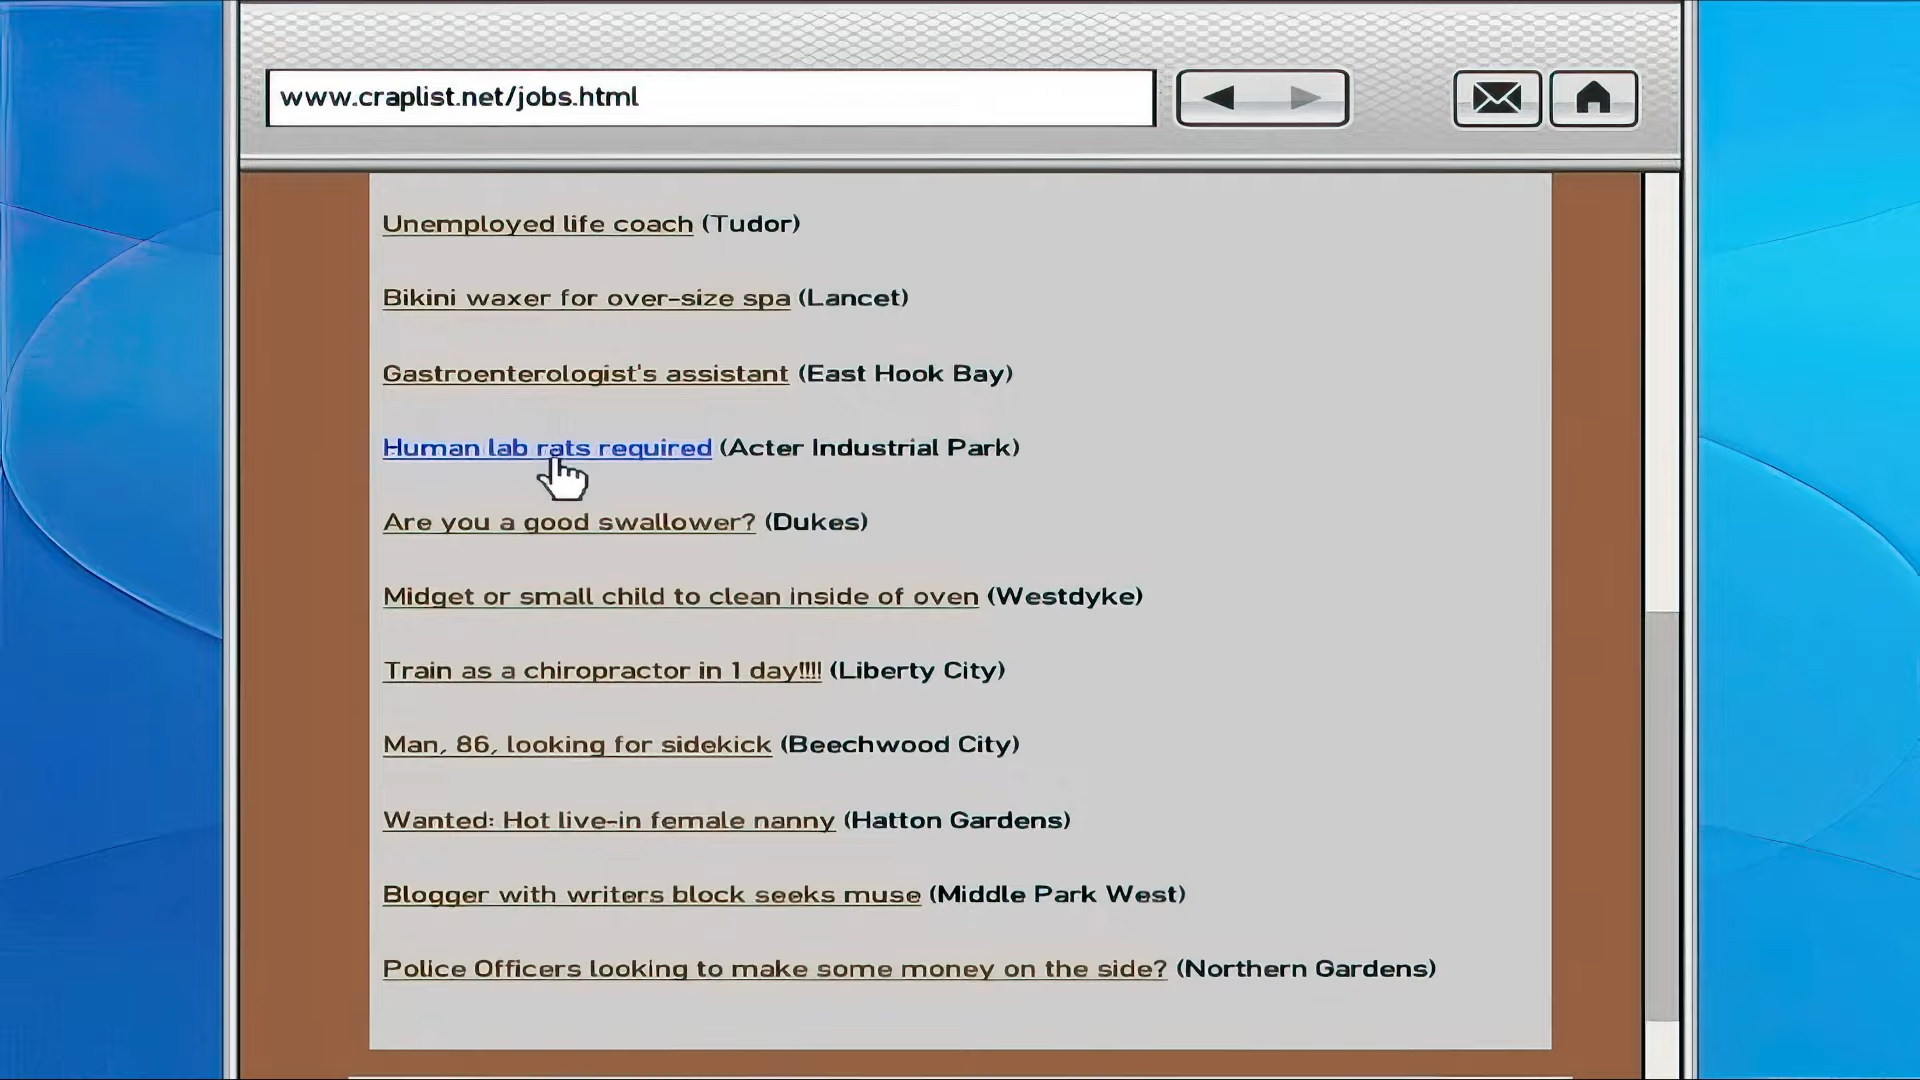 www.craplist.net/jobs.html
Unemployed life coach (Tudor)
Bikini waxer for over-size spa (Lancet)
Gastroenterologist's assistant (East Hook Bay)
Human lab rats required (Acter Industrial Park)
Are you a good swallower? (Dukes)
Midget or small child to clean inside of oven (Westdyke)
Train as a chiropractor in 1 day!!!! (Liberty City)
Man, 86, looking for sidekick (Beechwood City)
Wanted: Hot live-in female nanny (Hatton Gardens)
Blogger with writers block seeks muse (Middle Park West)
Police Officers looking to make some money on the side? (Northern Gardens)